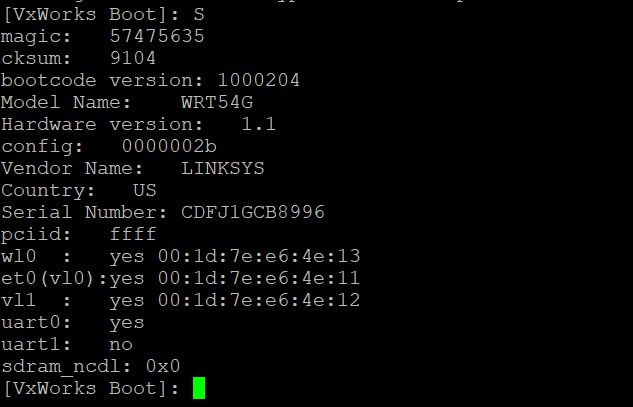 [VxWorks Boot]: S
magic:   57475635
cksum:   9104
bootcode version: 1000204
Model Name:    WRT54G
Hardware version:   1.1
config:   0000002b
Vendor Name:   LINKSYS
Country:   US
Serial Number: CDFJ1GCB8996
pciid:   ffff
wl0  :   yes 00:1d:7e:e6:4e:13
et0(vl0):yes 00:1d:7e:e6:4e:11
vl1  :   yes 00:1d:7e:e6:4e:12
uart0:   yes
uart1:   no
sdram_ncdl: 0x0
[VxWorks Boot]: